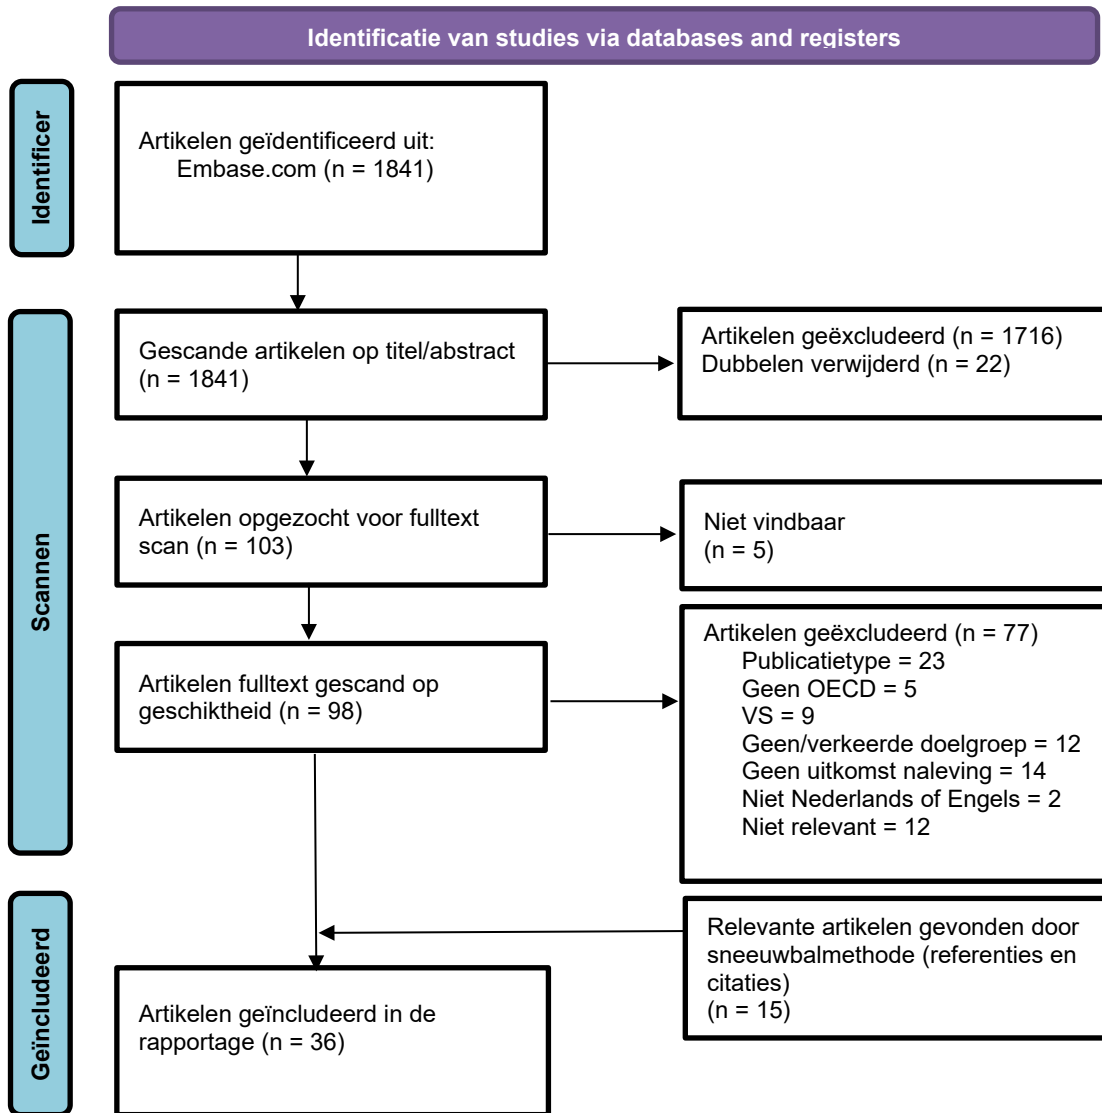 Identificatie van studies via databases and registers
Identificer
Artikelen geïdentificeerd uit:
Embase.com (n = 1841)
Scannen
Gescande artikelen op titel/abstract
(n = 1841)
Artikelen geëxcludeerd (n = 1716)
Dubbelen verwijderd (n = 22)
Artikelen opgezocht voor fulltext
scan (n = 103)
Niet vindbaar
(n = 5)
Artikelen fulltext gescand op
geschiktheid (n = 98)
Artikelen geëxcludeerd (n = 77)
Publicatietype = 23
Geen OECD = 5
VS = 9
Geen/verkeerde doelgroep = 12
Geen uitkomst naleving = 14
Niet Nederlands of Engels = 2
Niet relevant = 12
Geïncludeerd
Relevante artikelen gevonden door
sneeuwbalmethode (referenties en
citaties)
(n = 15)
Artikelen geïncludeerd in de
rapportage (n = 36)